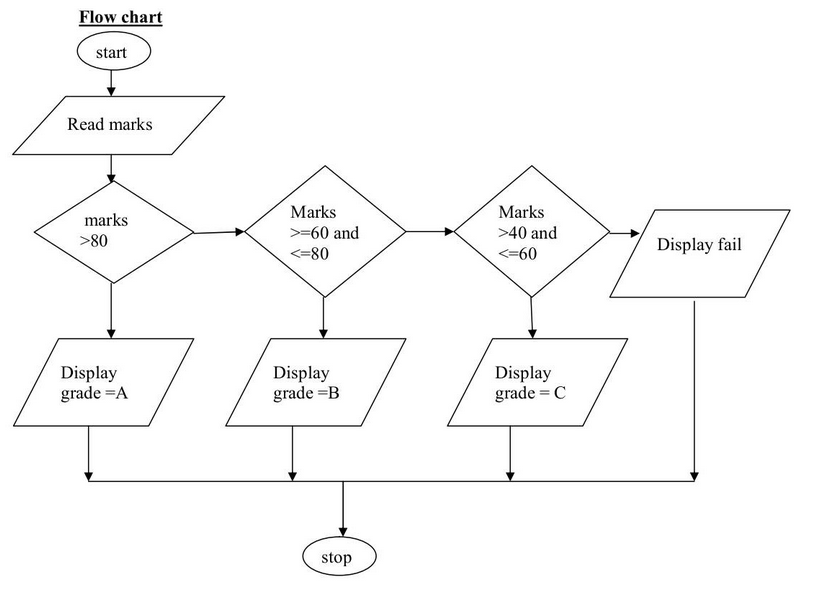 Flow chart
start
Read marks
marks
>80
Marks
>=60 and
<=80
Marks
>40 and
<=60
Display fail
Display
grade =A
Display
grade =B
Display
grade = C
stop